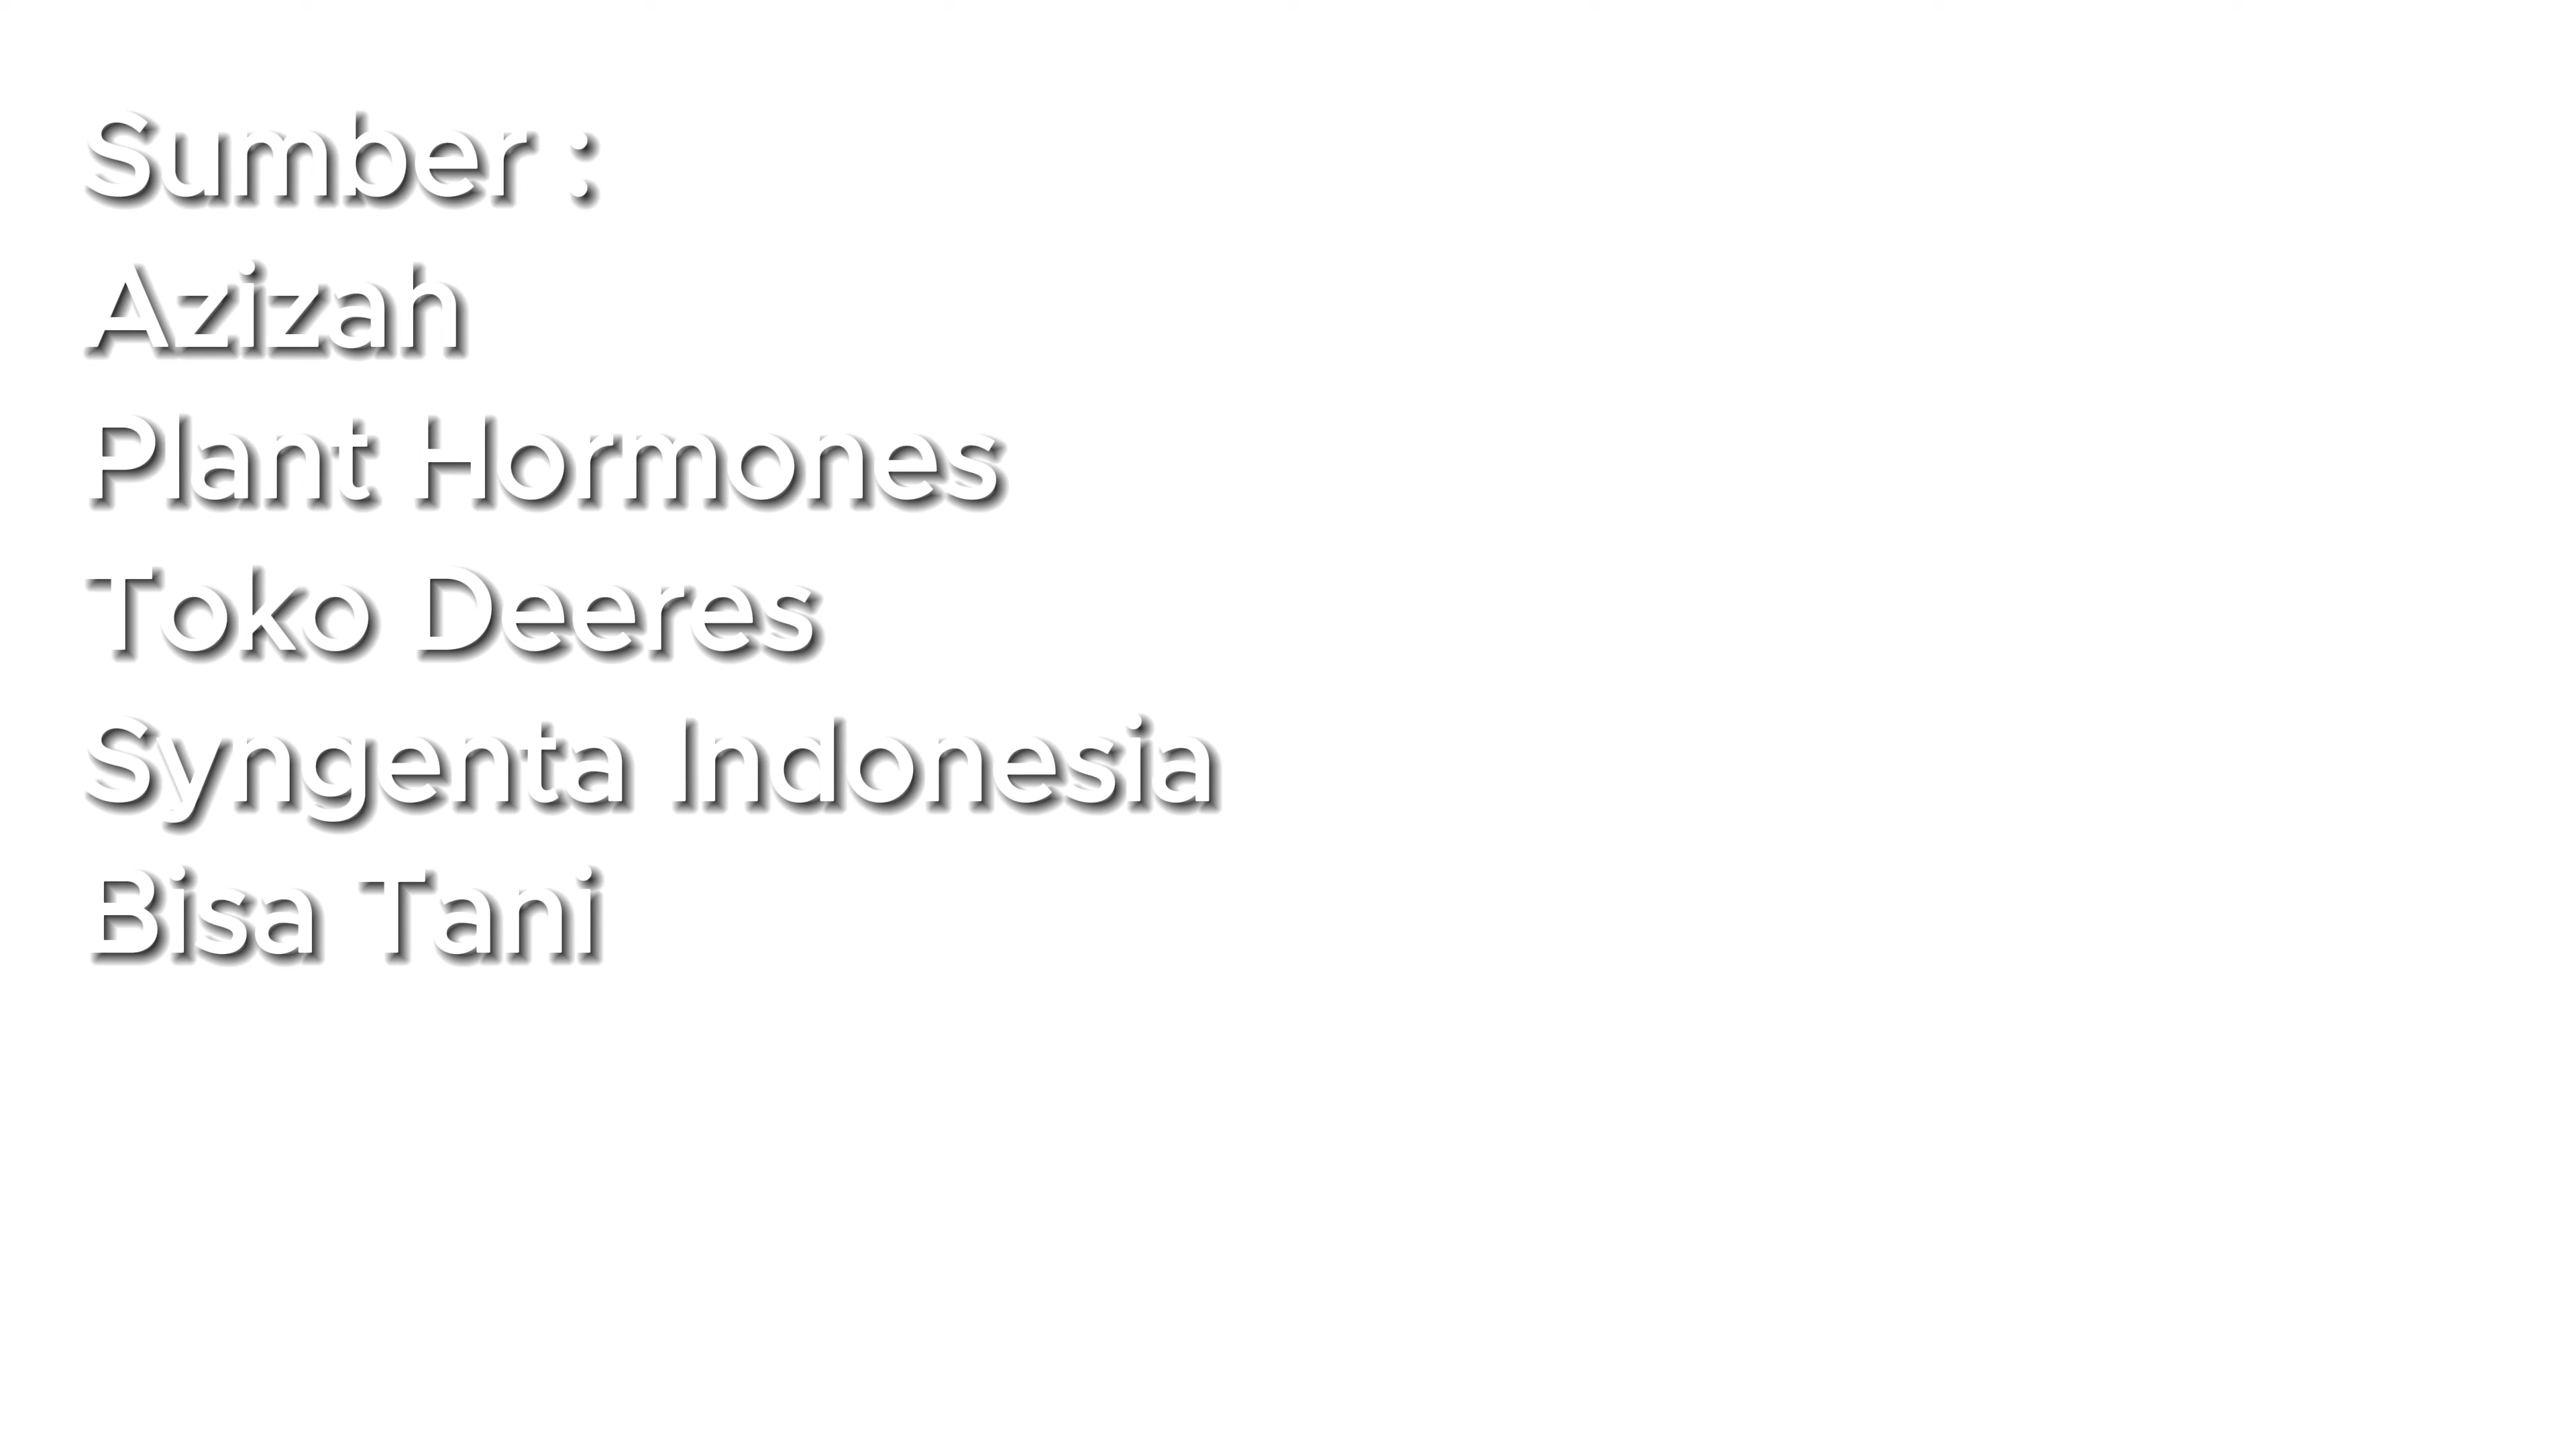 Sumber :
Azizah
Plant Hormones
Toko Deeres
Syngenta Indonesia
Bisa Tani